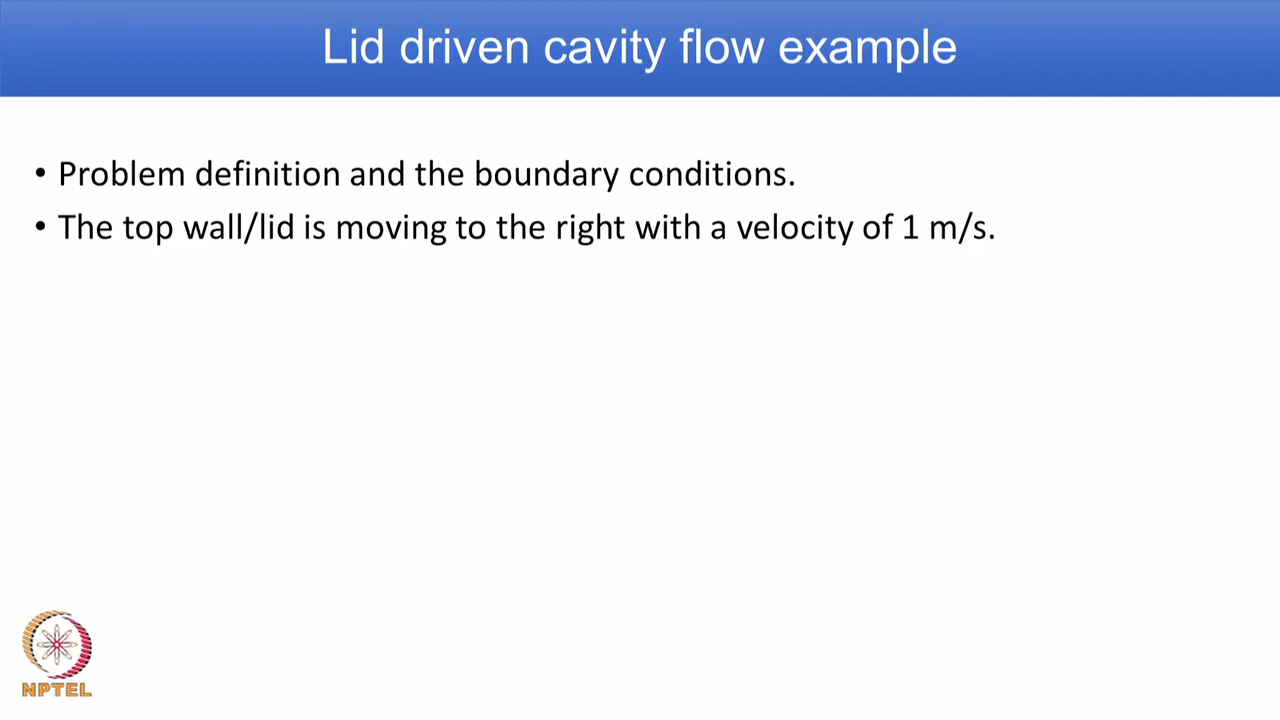 Lid driven cavity flow example
• Problem definition and the boundary conditions.
• The top wall/lid is moving to the right with a velocity of 1 m/s.
NPTEL